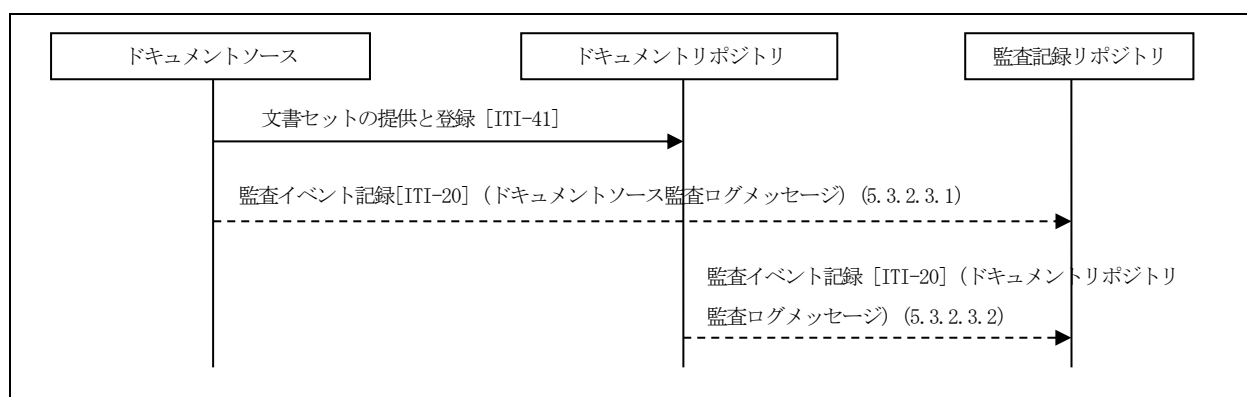 ドキュメントソース
ドキュメントリポジトリ
監査記録リポジトリ
文書セットの提供と登録 [ITI-41]
監査イベント記録[ITI-20] (ドキュメントソース監査ログメッセージ) (5.3.2.3.1)
監査イベント記録 [ITI-20] (ドキュメントリポジトリ
監査ログメッセージ) (5.3.2.3.2)